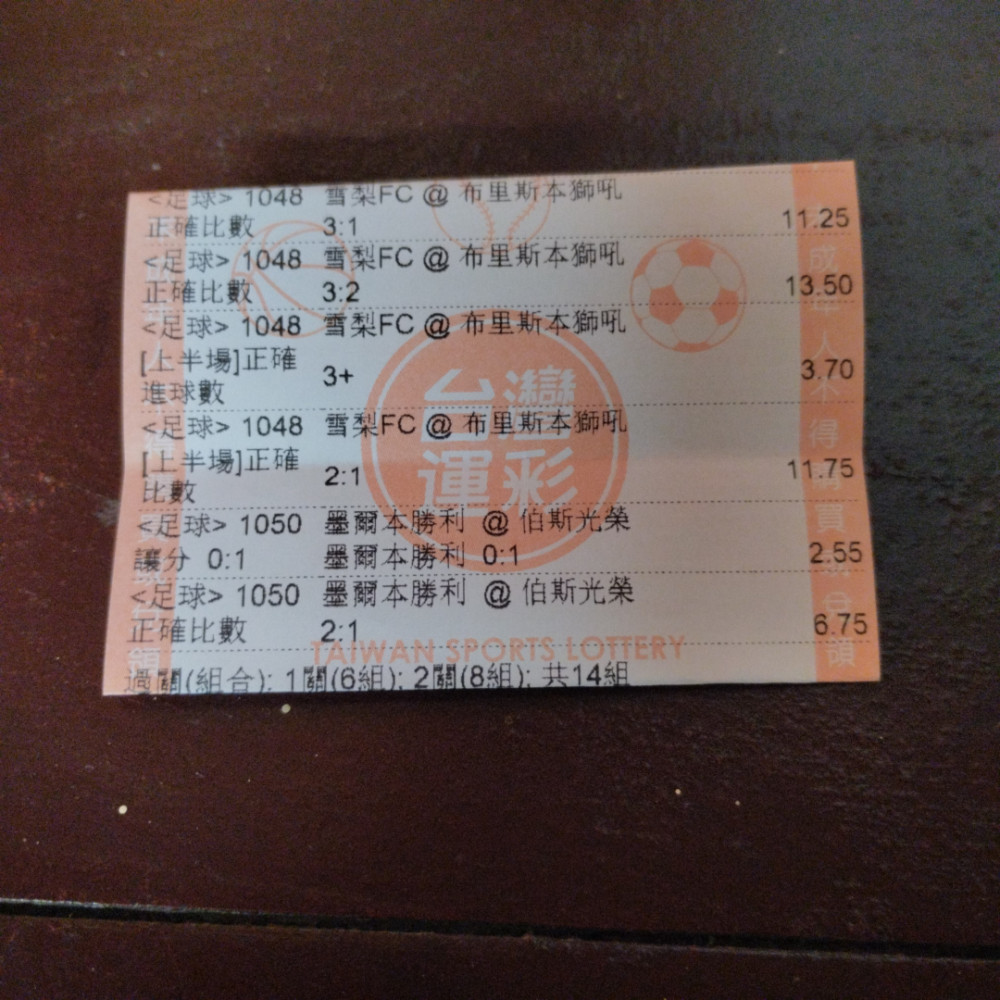 <足球> 1048 雪梨FC @ 布里斯本獅吼
正確比數 3:1 11.25
<足球> 1048 雪梨FC @ 布里斯本獅吼
正確比數 3:2 13.50
<足球> 1048 雪梨FC @ 布里斯本獅吼
[上半場]正確
進球數 3+ 3.70
<足球> 1048 雪梨FC @ 布里斯本獅吼
[上半場]正確
比數 2:1 11.75
<足球> 1050 墨爾本勝利 @ 伯斯光榮
讓分 0:1 墨爾本勝利 0:1 2.55
<足球> 1050 墨爾本勝利 @ 伯斯光榮
正確比數 2:1 6.75
過關(組合): 1關(6組); 2關(8組); 共14組
台灣
運彩
TAIWAN SPORTS LOTTERY